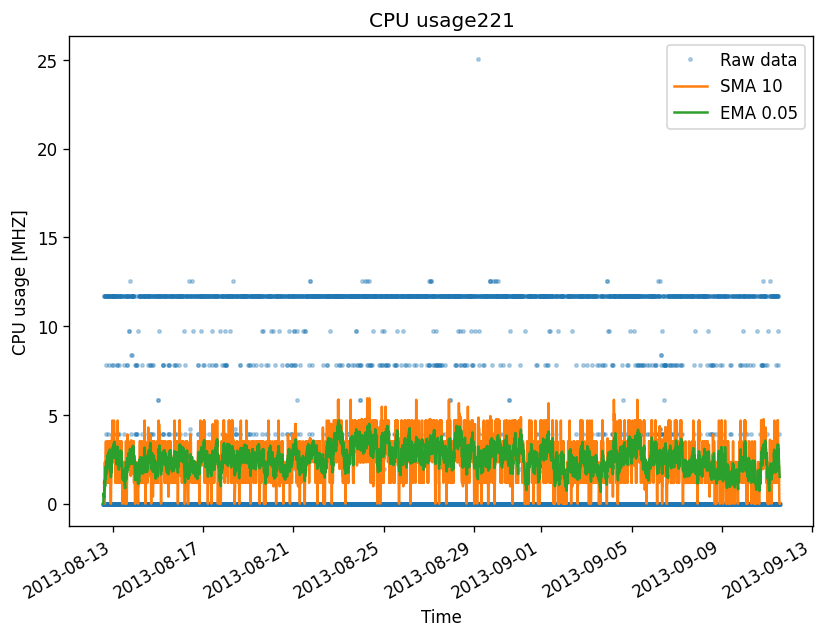 CPU usage221
Raw data
SMA 10
EMA 0.05
CPU usage [MHZ]
25
20
15
10
5
0
2013-08-13
2013-08-17
2013-08-21
2013-08-25
2013-08-29
2013-09-01
2013-09-05
2013-09-09
2013-09-13
Time